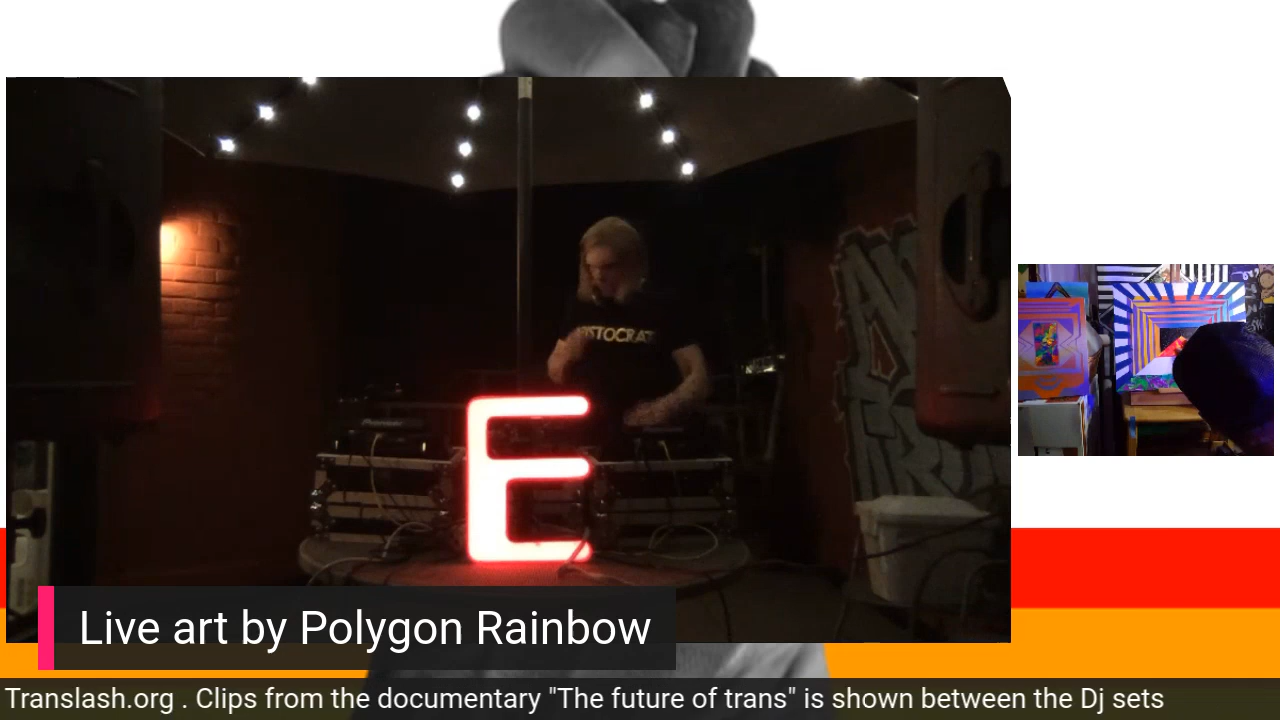 E
Live art by Polygon Rainbow
Translash.org . Clips from the documentary "The future of trans" is shown between the Dj sets